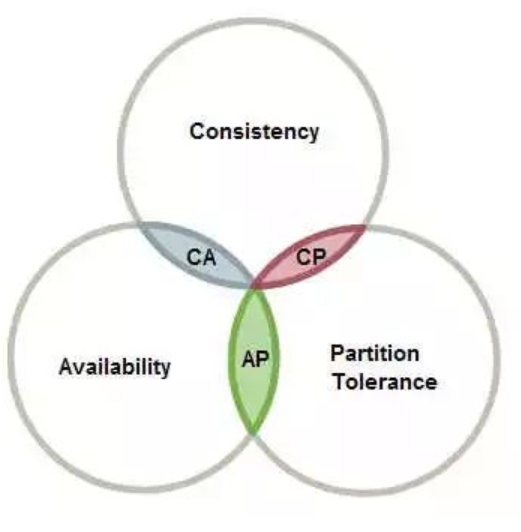 Consistency
CA
CP
AP
Availability
Partition
Tolerance